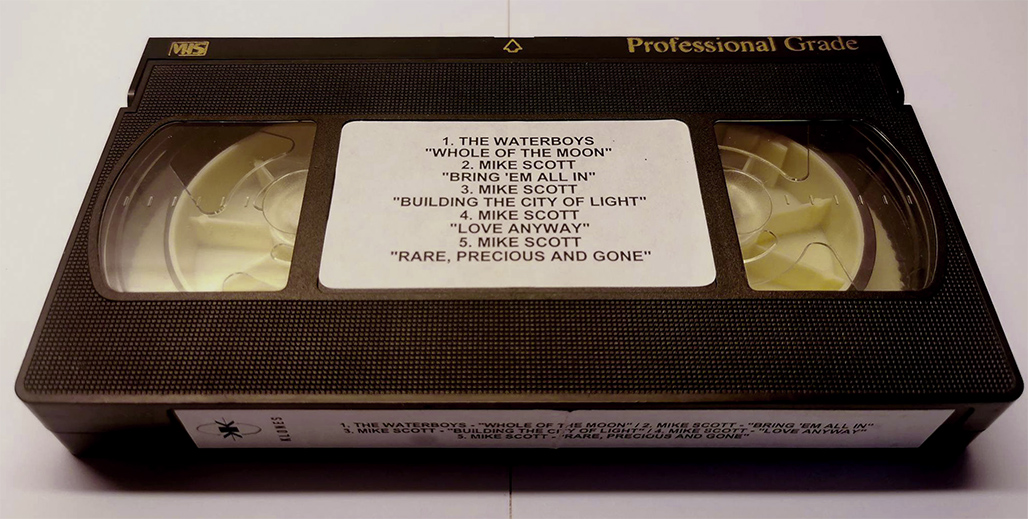 VHS
Professional Grade
1. THE WATERBOYS
"WHOLE OF THE MOON"
2. MIKE SCOTT
"BRING 'EM ALL IN"
3. MIKE SCOTT
"BUILDING THE CITY OF LIGHT"
4. MIKE SCOTT
"LOVE ANYWAY"
5. MIKE SCOTT
"RARE, PRECIOUS AND GONE"
KLONES
1. THE WATERBOYS - "WHOLE OF THE MOON" / 2. MIKE SCOTT - "BRING 'EM ALL IN"
3. MIKE SCOTT - "BUILDING THE CITY OF LIGHT" / 4. MIKE SCOTT - "LOVE ANYWAY"
5. MIKE SCOTT - "RARE, PRECIOUS AND GONE"